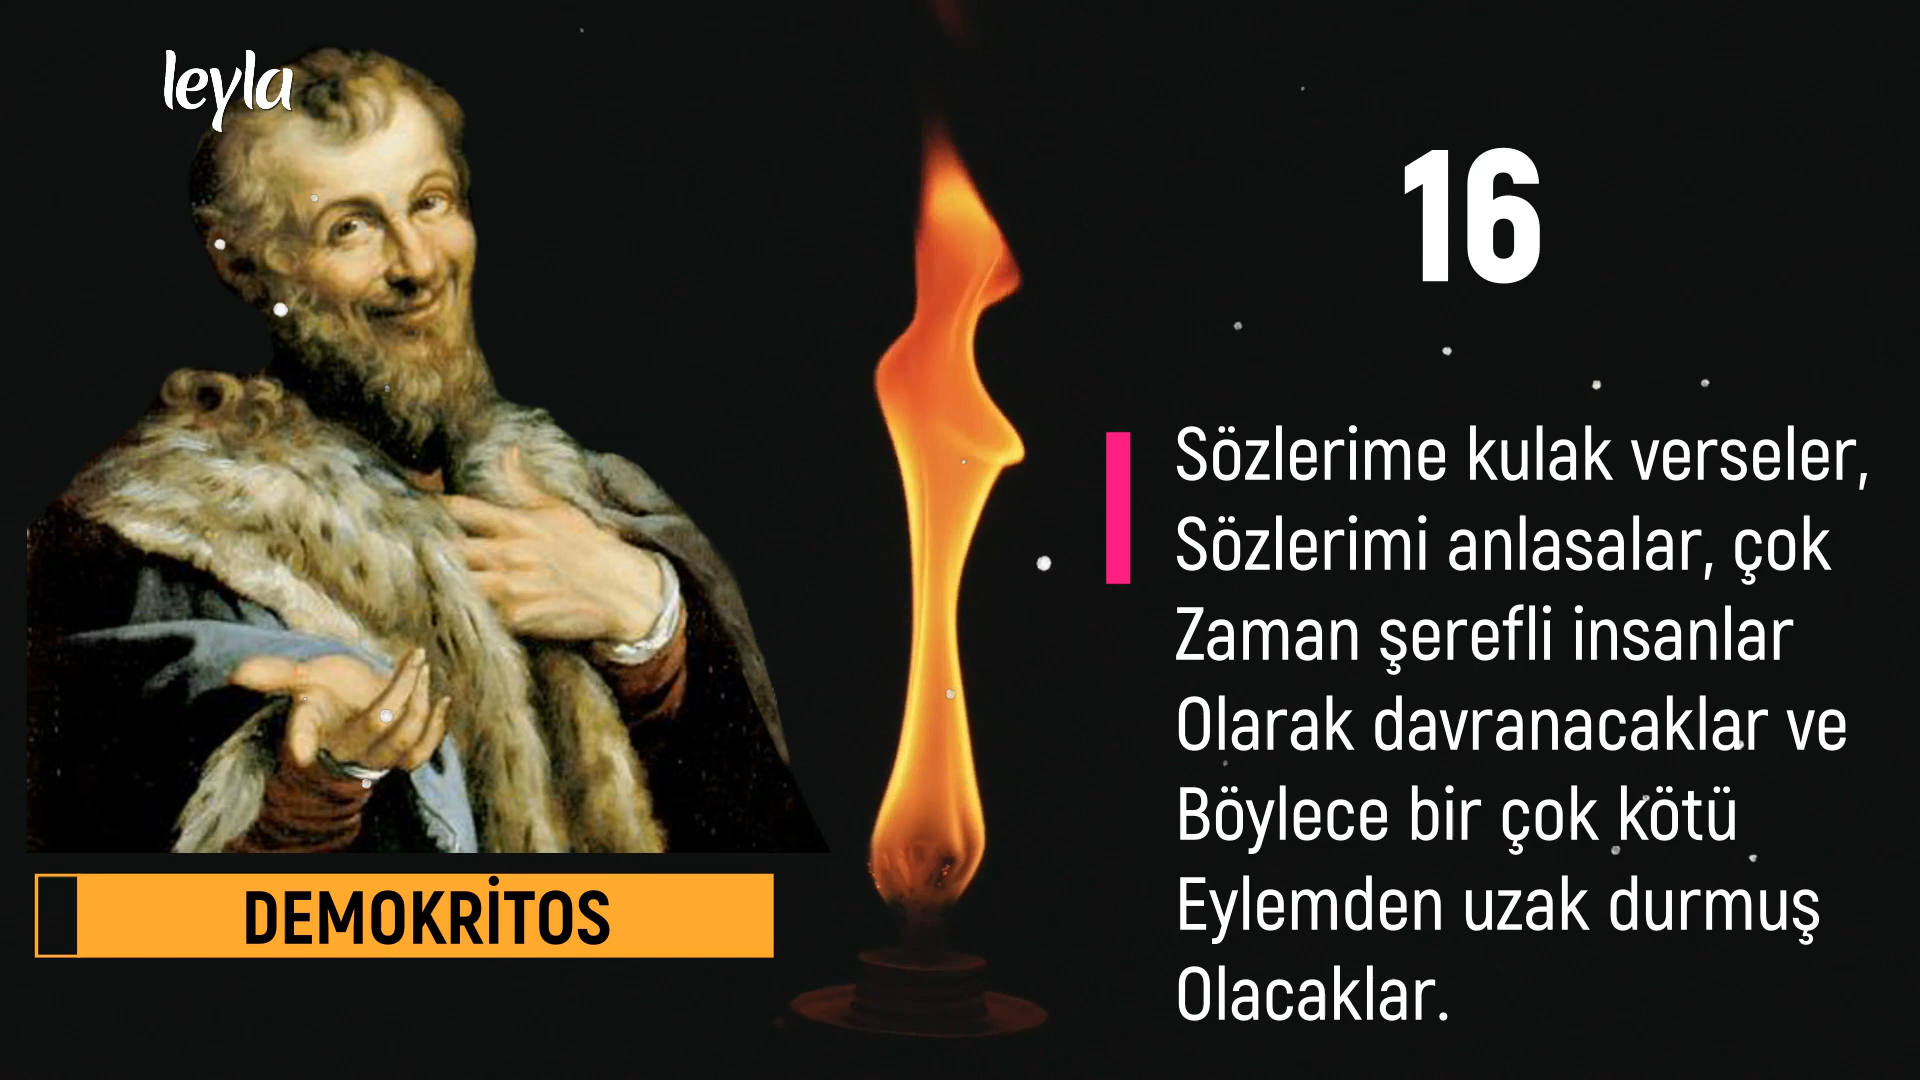 leyla
16
Sözlerime kulak verseler,
Sözlerimi anlasalar, çok
Zaman şerefli insanlar
Olarak davranacaklar ve
Böylece bir çok kötü
Eylemden uzak durmuş
Olacaklar.
DEMOKRİTOS